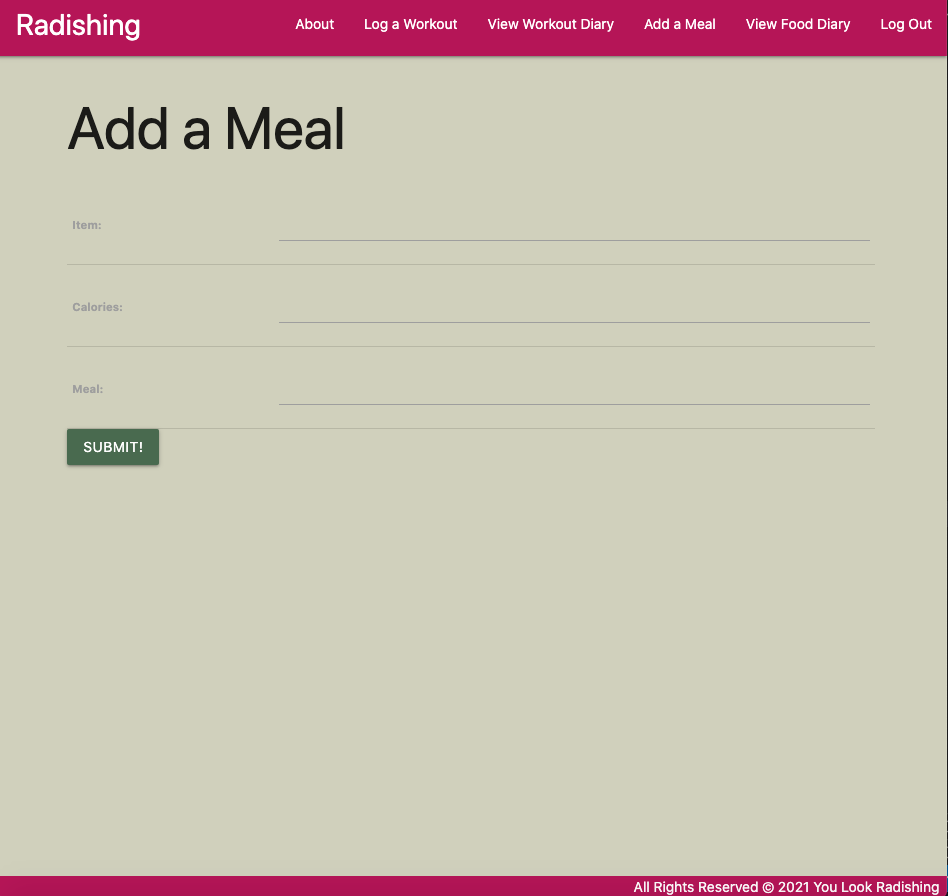 Radishing
About Log a Workout View Workout Diary Add a Meal View Food Diary Log Out
Add a Meal
Item:
Calories:
Meal:
SUBMIT!
All Rights Reserved © 2021 You Look Radishing